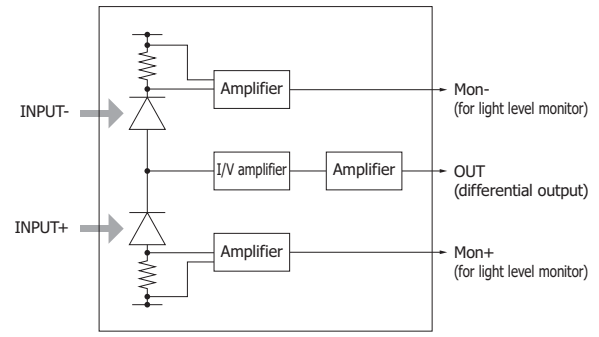 Amplifier
Mon-
(for light level monitor)
INPUT-
I/V amplifier
Amplifier
OUT
(differential output)
INPUT+
Amplifier
Mon+
(for light level monitor)